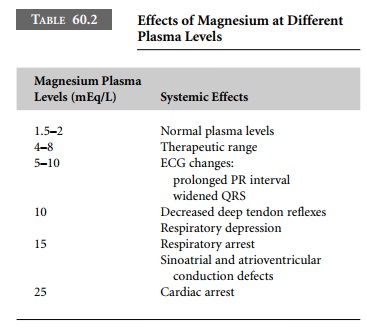 TABLE 60.2 Effects of Magnesium at Different
Plasma Levels
Magnesium Plasma
Levels (mEq/L) Systemic Effects
1.5–2 Normal plasma levels
4–8 Therapeutic range
5–10 ECG changes:
prolonged PR interval
widened QRS
10 Decreased deep tendon reflexes
Respiratory depression
15 Respiratory arrest
Sinoatrial and atrioventricular
conduction defects
25 Cardiac arrest